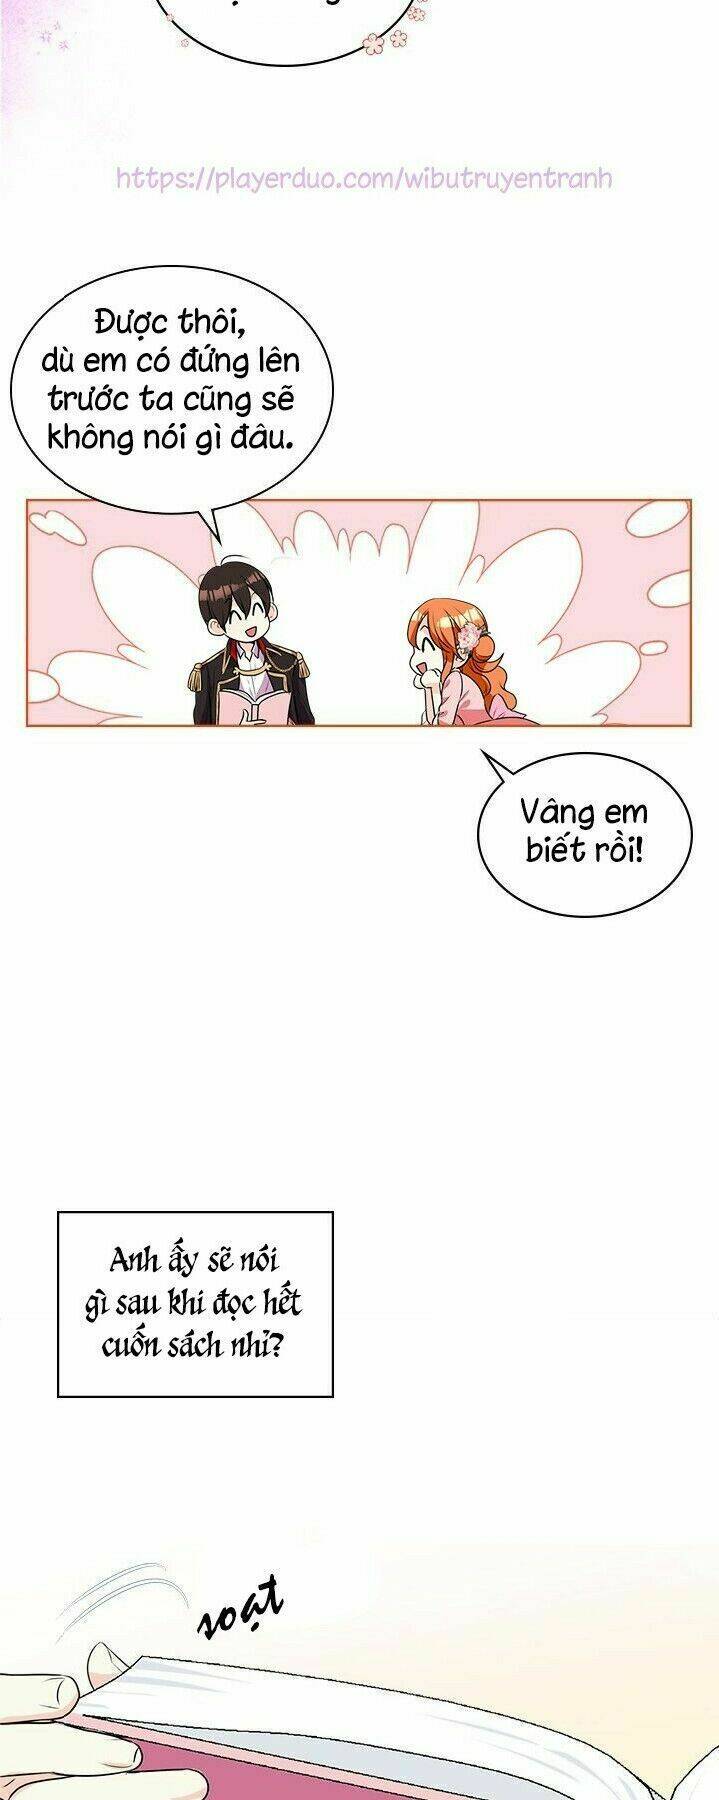 https://playerduo.com/wibutruyentranh
Được thôi,
dù em có đứng lên
trước ta cũng sẽ
không nói gì đâu.
Vâng em
biết rồi!
Anh ấy sẽ nói
gì sau khi đọc hết
cuốn sách nhỉ?
soạt